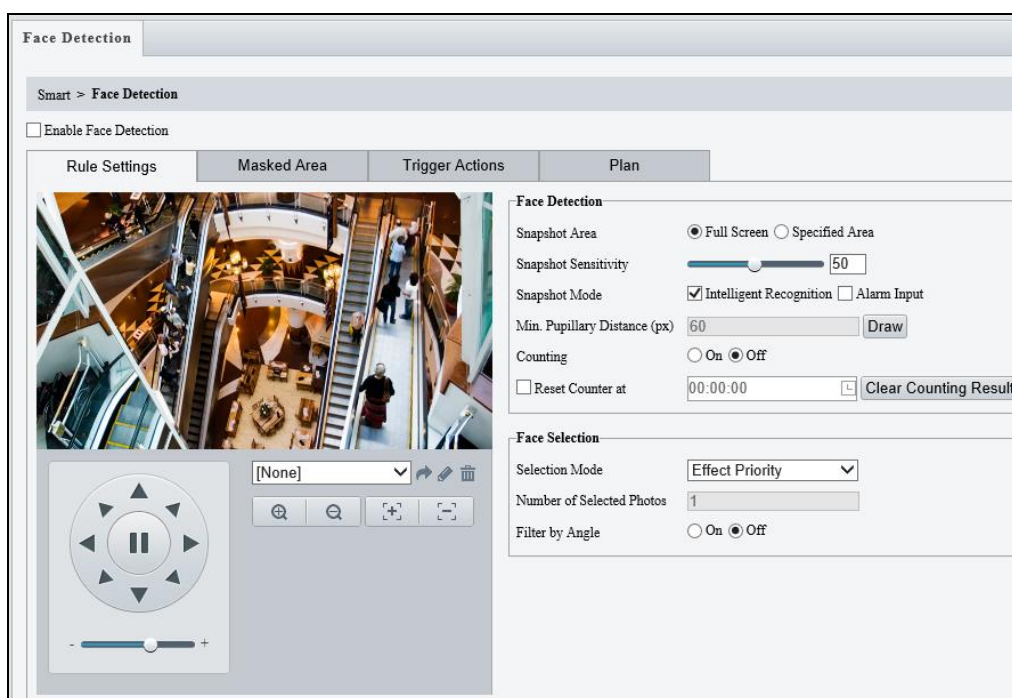 Face Detection
Smart > Face Detection
Enable Face Detection
Rule Settings Masked Area Trigger Actions Plan
Face Detection
Snapshot Area Full Screen Specified Area
Snapshot Sensitivity 50
Snapshot Mode Intelligent Recognition Alarm Input
Min. Pupillary Distance (px) 60 Draw
Counting On Off
Reset Counter at 00:00:00 Clear Counting Result
Face Selection
[None]
Selection Mode Effect Priority
Number of Selected Photos 1
Filter by Angle On Off
- +